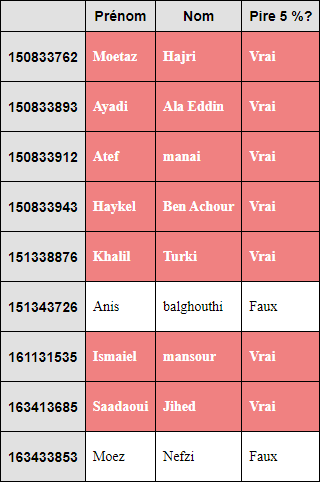 Prénom Nom Pire 5 %?
150833762 Moetaz Hajri Vrai
150833893 Ayadi Ala Eddin Vrai
150833912 Atef manai Vrai
150833943 Haykel Ben Achour Vrai
151338876 Khalil Turki Vrai
151343726 Anis balghouthi Faux
161131535 Ismaiel mansour Vrai
163413685 Saadaoui Jihed Vrai
163433853 Moez Nefzi Faux